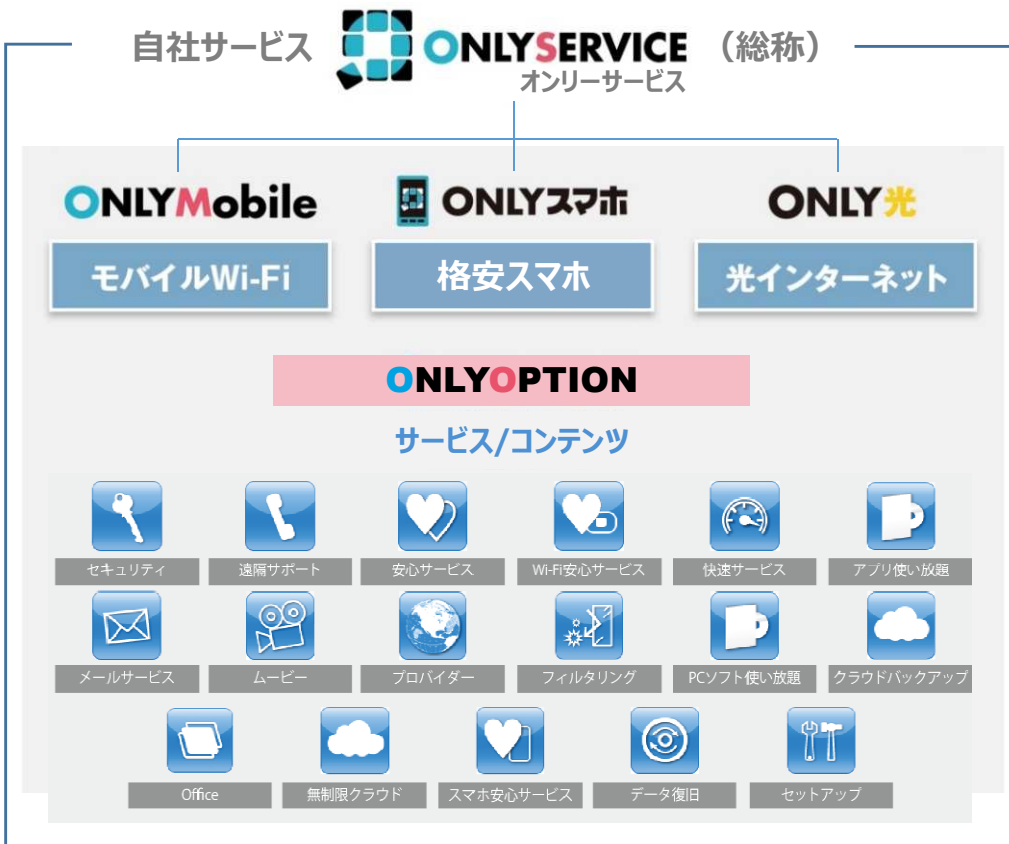 自社サービス ONLYSERVICE （総称）
オンリーサービス
ONLYMobile ONLYスマホ ONLY光
モバイルWi-Fi 格安スマホ 光インターネット
ONLYOPTION
サービス/コンテンツ
セキュリティ 遠隔サポート 安心サービス Wi-Fi安心サービス 快速サービス アプリ使い放題
メールサービス ムービー プロバイダー フィルタリング PCソフト使い放題 クラウドバックアップ
Office 無制限クラウド スマホ安心サービス データ復旧 セットアップ